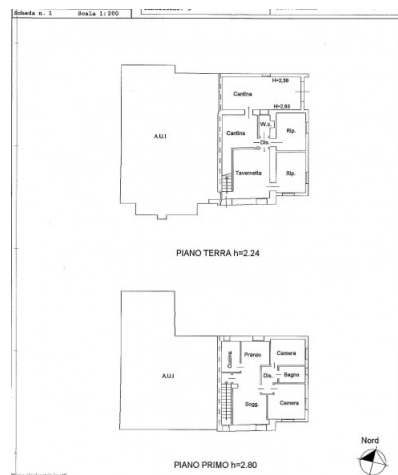 Scheda n. 1 Scala 1:200
H=2,39
Cantina
H=2,93
Cantina
W.c.
Rip.
A.U.I
Dis.
Tavernetta
Rip.
PIANO TERRA h=2.24
Cucina
Pranzo
Camera
A.U.I
Dis.
Bagno
Sogg.
Camera
Nord
PIANO PRIMO h=2.80